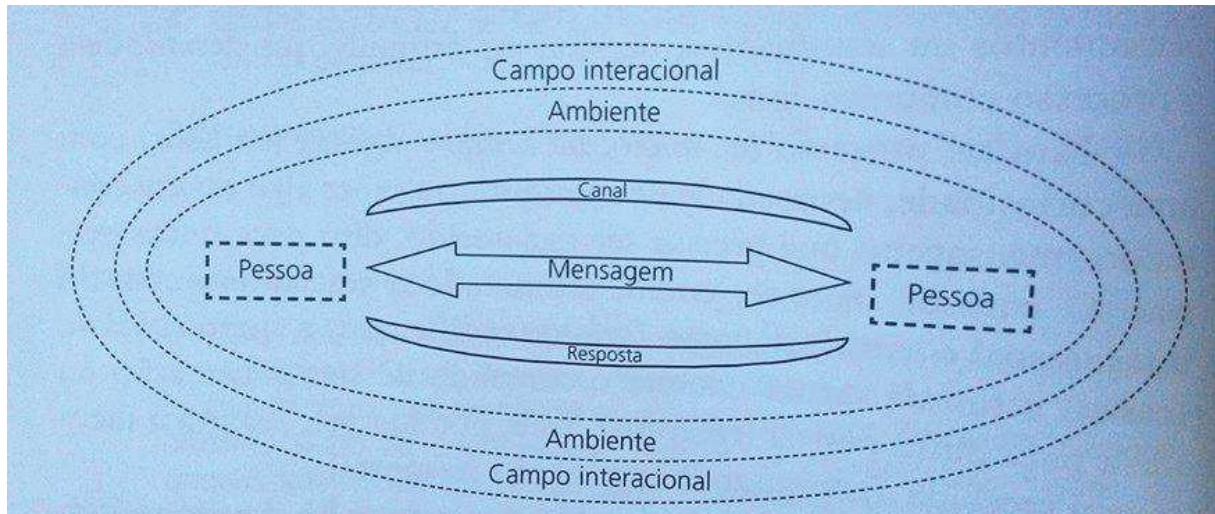 Campo interacional
Ambiente
Canal
Pessoa
Mensagem
Pessoa
Resposta
Ambiente
Campo interacional